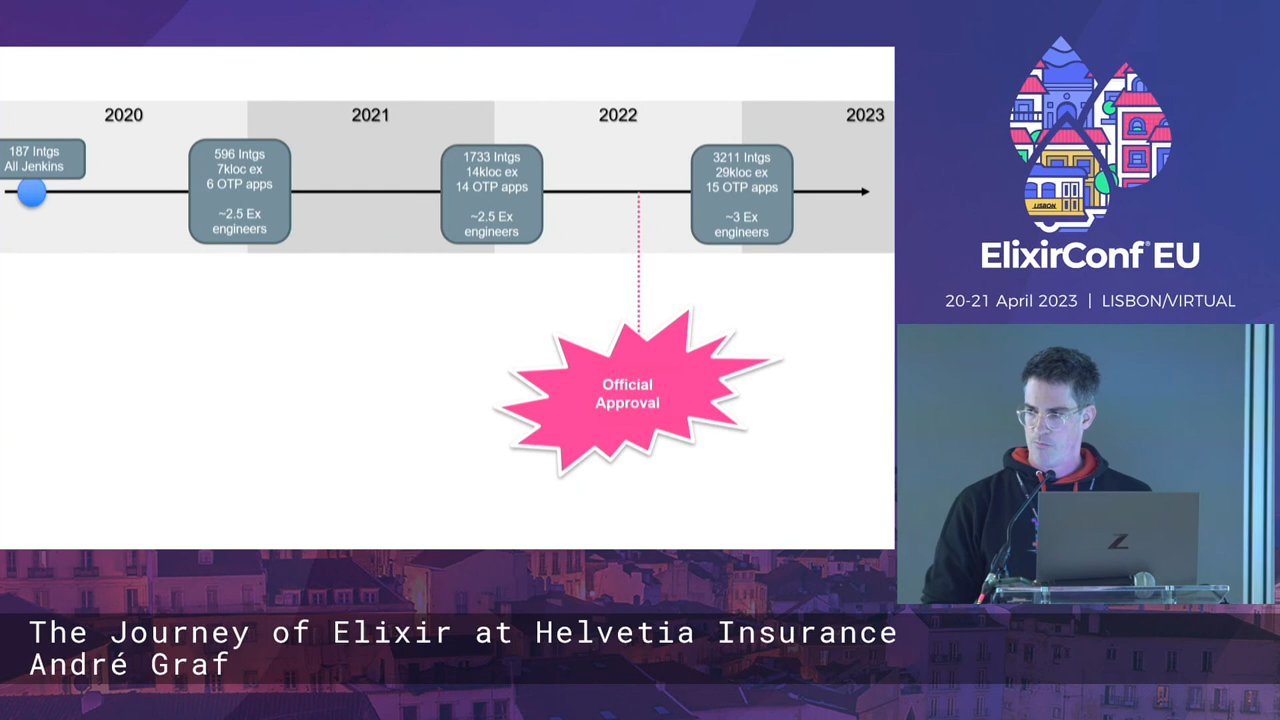 2020
2021
2022
2023
187 Intgs
All Jenkins
596 Intgs
7kloc ex
6 OTP apps
~2.5 Ex
engineers
1733 Intgs
14kloc ex
14 OTP apps
~2.5 Ex
engineers
3211 Intgs
29kloc ex
15 OTP apps
~3 Ex
engineers
Official
Approval
LISBON
ElixirConf® EU
20-21 April 2023 | LISBON/VIRTUAL
The Journey of Elixir at Helvetia Insurance
André Graf